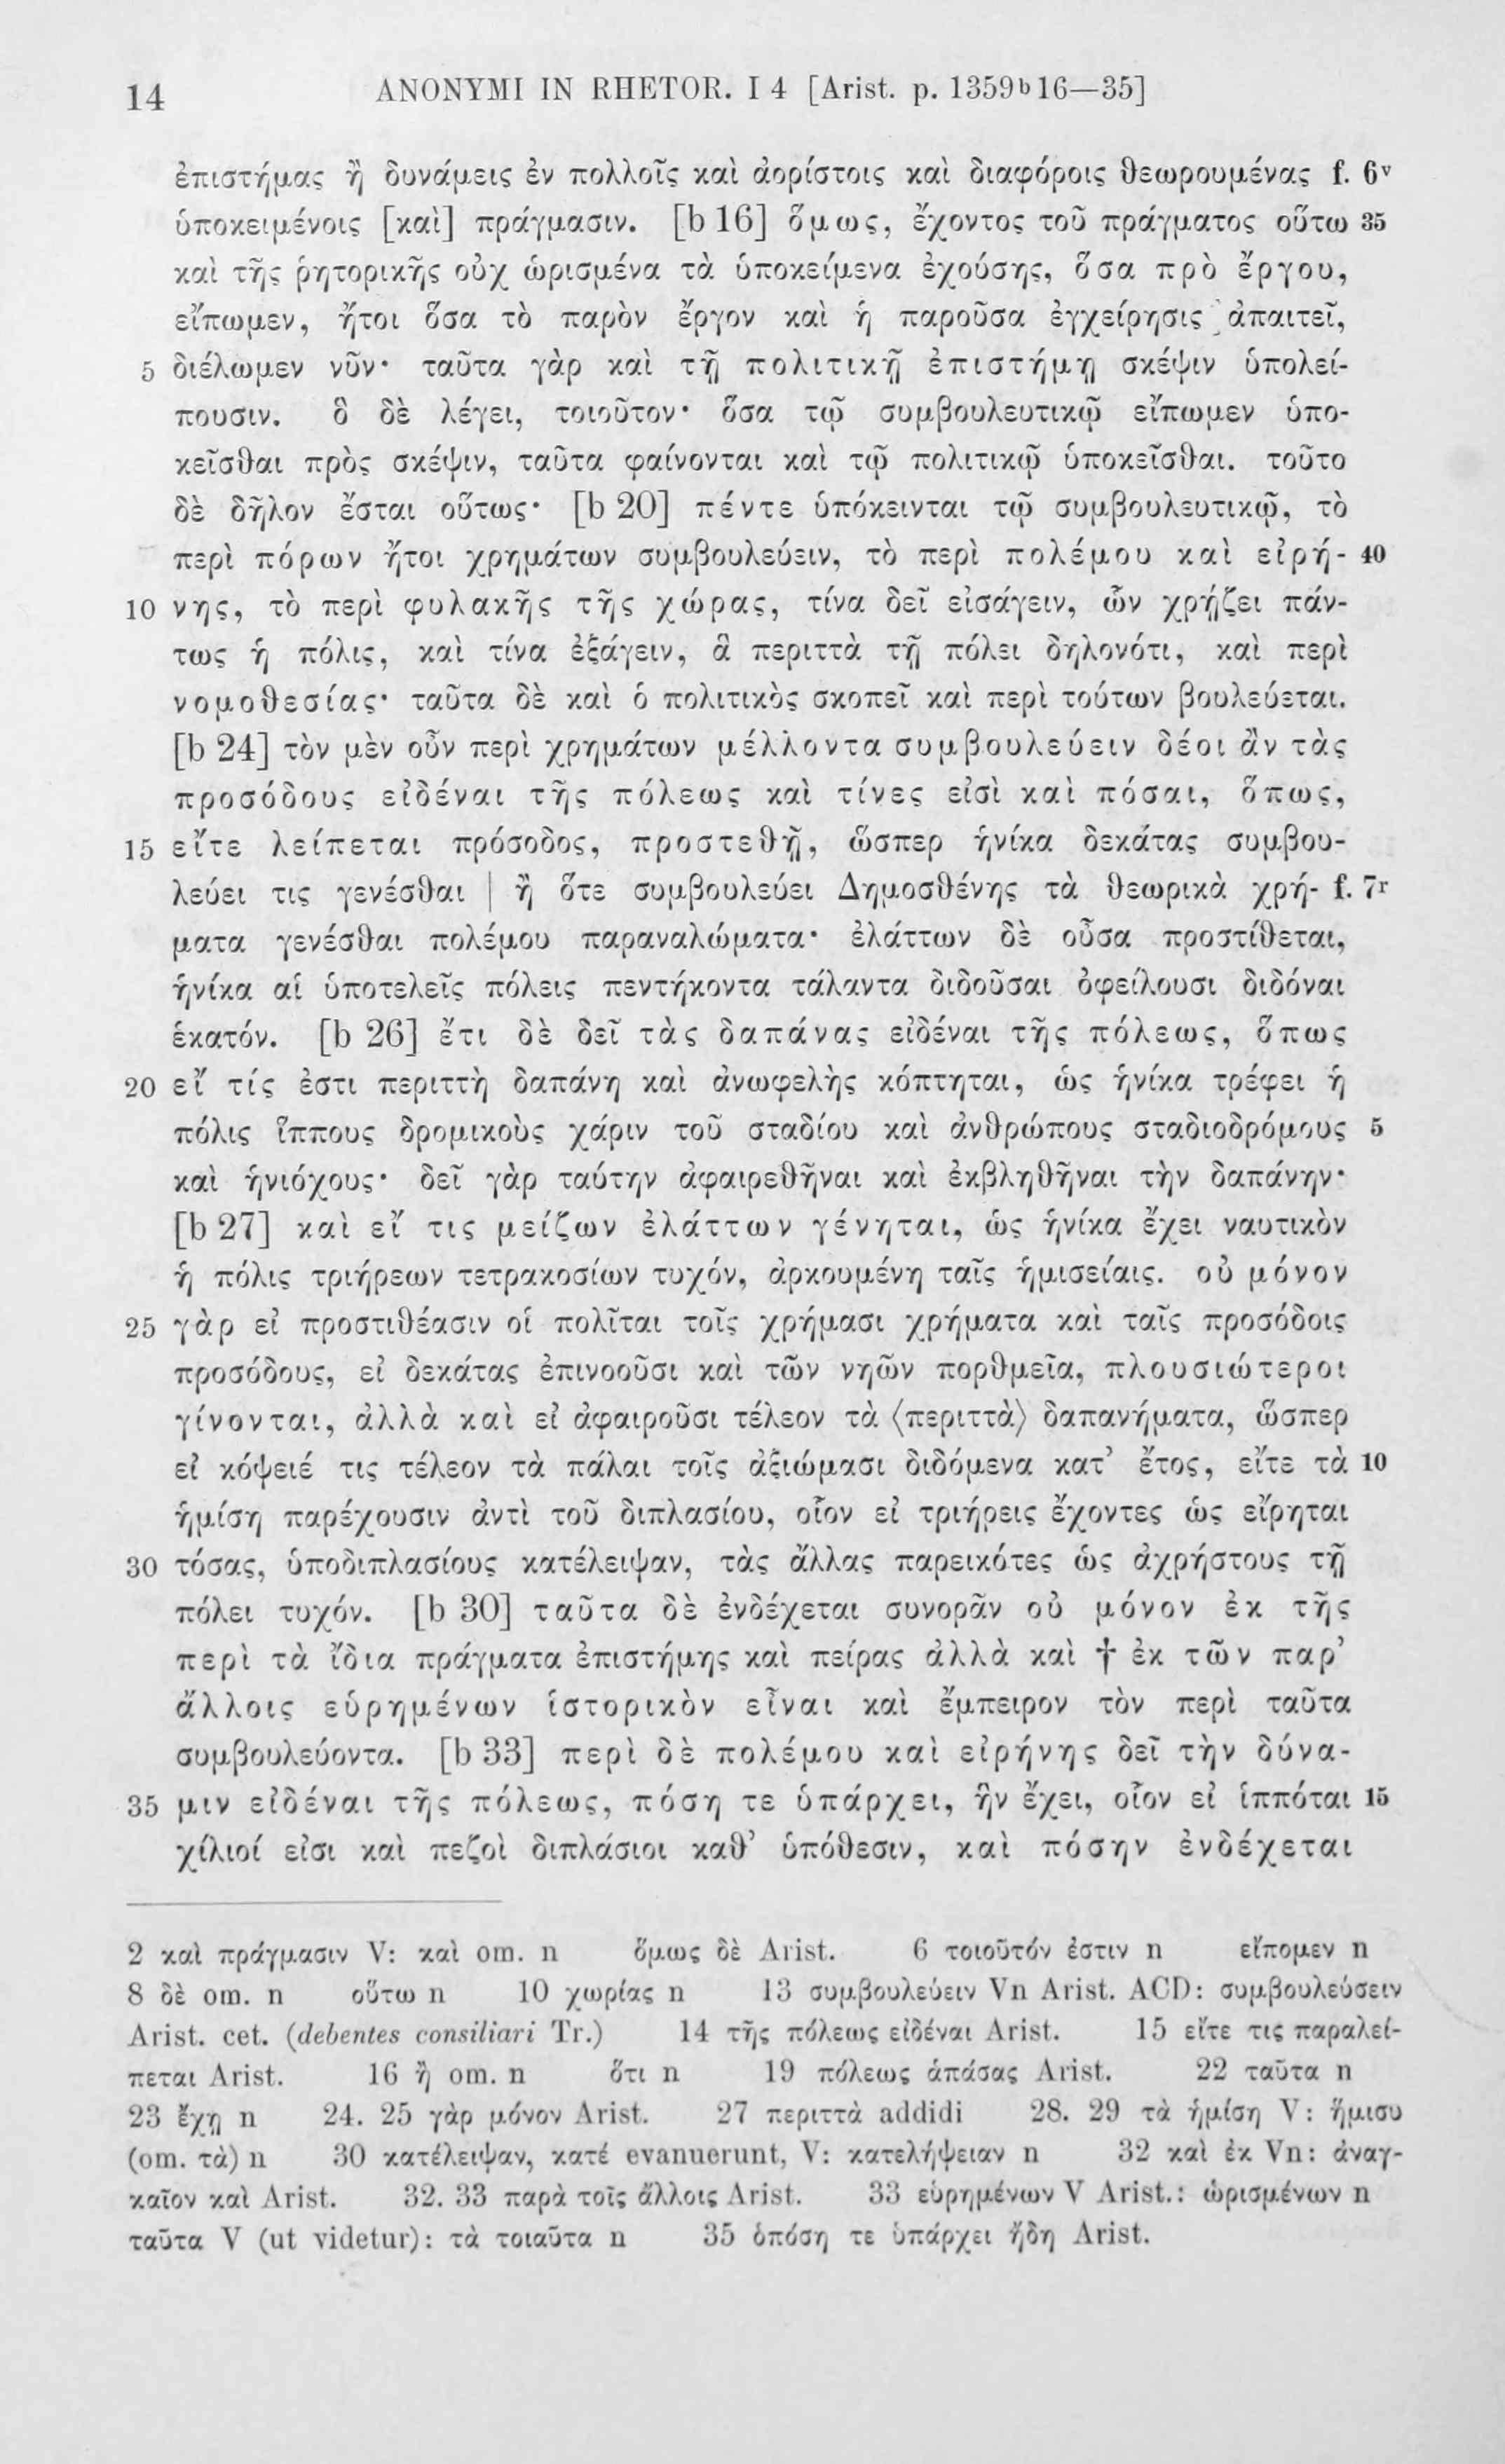 14 ANONYMI IN RHETOR. I 4 [Arist. p. 1359ᵇ16—35]
ἐπιστήμας ἢ δυνάμεις ἐν πολλοῖς καὶ ἀορίστοις καὶ διαφόροις θεωρουμένας f. 6ᵛ
ὑποκειμένοις [καὶ] πράγμασιν. [b 16] ὅμως, ἔχοντος τοῦ πράγματος οὕτω 35
καὶ τῆς ῥητορικῆς οὐχ ὡρισμένα τὰ ὑποκείμενα ἐχούσης, ὅσα πρὸ ἔργου,
εἴπωμεν, ἤτοι ὅσα τὸ παρὸν ἔργον καὶ ἡ παροῦσα ἐγχείρησις ἀπαιτεῖ,
5 διέλωμεν νῦν· ταῦτα γὰρ καὶ τῇ πολιτικῇ ἐπιστήμῃ σκέψιν ὑπολεί-
πουσιν. ὃ δὲ λέγει, τοιοῦτον· ὅσα τῷ συμβουλευτικῷ εἴπωμεν ὑπο-
κεῖσθαι πρὸς σκέψιν, ταῦτα φαίνονται καὶ τῷ πολιτικῷ ὑποκεῖσθαι. τοῦτο
δὲ δῆλον ἔσται οὕτως· [b 20] πέντε ὑπόκεινται τῷ συμβουλευτικῷ, τὸ
περὶ πόρων ἤτοι χρημάτων συμβουλεύειν, τὸ περὶ πολέμου καὶ εἰρή- 40
10 νης, τὸ περὶ φυλακῆς τῆς χώρας, τίνα δεῖ εἰσάγειν, ὧν χρῄζει πάν-
τως ἡ πόλις, καὶ τίνα ἐξάγειν, ἃ περιττὰ τῇ πόλει δηλονότι, καὶ περὶ
νομοθεσίας· ταῦτα δὲ καὶ ὁ πολιτικὸς σκοπεῖ καὶ περὶ τούτων βουλεύεται.
[b 24] τὸν μὲν οὖν περὶ χρημάτων μέλλοντα συμβουλεύειν δέοι ἂν τὰς
προσόδους εἰδέναι τῆς πόλεως καὶ τίνες εἰσὶ καὶ πόσαι, ὅπως,
15 εἴτε λείπεται πρόσοδος, προστεθῇ, ὥσπερ ἡνίκα δεκάτας συμβου-
λεύει τις γενέσθαι | ἢ ὅτε συμβουλεύει Δημοσθένης τὰ θεωρικὰ χρή- f. 7ʳ
ματα γενέσθαι πολέμου παραναλώματα· ἐλάττων δὲ οὖσα προστίθεται,
ἡνίκα αἱ ὑποτελεῖς πόλεις πεντήκοντα τάλαντα διδοῦσαι ὀφείλουσι διδόναι
ἑκατόν. [b 26] ἔτι δὲ δεῖ τὰς δαπάνας εἰδέναι τῆς πόλεως, ὅπως
20 εἴ τίς ἐστι περιττὴ δαπάνη καὶ ἀνωφελὴς κόπτηται, ὡς ἡνίκα τρέφει ἡ
πόλις ἵππους δρομικοὺς χάριν τοῦ σταδίου καὶ ἀνθρώπους σταδιοδρόμους 5
καὶ ἡνιόχους· δεῖ γὰρ ταύτην ἀφαιρεθῆναι καὶ ἐκβληθῆναι τὴν δαπάνην·
[b 27] καὶ εἴ τις μείζων ἐλάττων γένηται, ὡς ἡνίκα ἔχει ναυτικὸν
ἡ πόλις τριήρεων τετρακοσίων τυχόν, ἀρκουμένη ταῖς ἡμισείαις. οὐ μόνον
25 γὰρ εἰ προστιθέασιν οἱ πολῖται τοῖς χρήμασι χρήματα καὶ ταῖς προσόδοις
προσόδους, εἰ δεκάτας ἐπινοοῦσι καὶ τῶν νηῶν πορθμεῖα, πλουσιώτεροι
γίνονται, ἀλλὰ καὶ εἰ ἀφαιροῦσι τέλεον τὰ ⟨περιττὰ⟩ δαπανήματα, ὥσπερ
εἰ κόψειέ τις τέλεον τὰ πάλαι τοῖς ἀξιώμασι διδόμενα κατ’ ἔτος, εἴτε τὰ 10
ἡμίση παρέχουσιν ἀντὶ τοῦ διπλασίου, οἷον εἰ τριήρεις ἔχοντες ὡς εἴρηται
30 τόσας, ὑποδιπλασίους κατέλειψαν, τὰς ἄλλας παρεικότες ὡς ἀχρήστους τῇ
πόλει τυχόν. [b 30] ταῦτα δὲ ἐνδέχεται συνορᾶν οὐ μόνον ἐκ τῆς
περὶ τὰ ἴδια πράγματα ἐπιστήμης καὶ πείρας ἀλλὰ καὶ † ἐκ τῶν παρ’
ἄλλοις εὑρημένων ἱστορικὸν εἶναι καὶ ἔμπειρον τὸν περὶ ταῦτα
συμβουλεύοντα. [b 33] περὶ δὲ πολέμου καὶ εἰρήνης δεῖ τὴν δύνα-
35 μιν εἰδέναι τῆς πόλεως, πόση τε ὑπάρχει, ἣν ἔχει, οἷον εἰ ἱππόται 15
χίλιοί εἰσι καὶ πεζοὶ διπλάσιοι καθ’ ὑπόθεσιν, καὶ πόσην ἐνδέχεται
2 καὶ πράγμασιν V: καὶ om. n ὅμως δὲ Arist. 6 τοιοῦτόν ἐστιν n εἴπομεν n
8 δὲ om. n οὕτω n 10 χωρίας n 13 συμβουλεύειν Vn Arist. ACD: συμβουλεύσειν
Arist. cet. (debentes consiliari Tr.) 14 τῆς πόλεως εἰδέναι Arist. 15 εἴτε τις παραλεί-
πεται Arist. 16 ἢ om. n ὅτι n 19 πόλεως ἁπάσας Arist. 22 ταῦτα n
23 ἔχῃ n 24. 25 γὰρ μόνον Arist. 27 περιττὰ addidi 28. 29 τὰ ἡμίση V: ἥμισυ
(om. τὰ) n 30 κατέλειψαν, κατέ evanuerunt, V: κατελήψειαν n 32 καὶ ἐκ Vn: ἀναγ-
καῖον καὶ Arist. 32. 33 παρὰ τοῖς ἄλλοις Arist. 33 εὑρημένων V Arist.: ὡρισμένων n
ταῦτα V (ut videtur): τὰ τοιαῦτα n 35 ὁπόση τε ὑπάρχει ἤδη Arist.